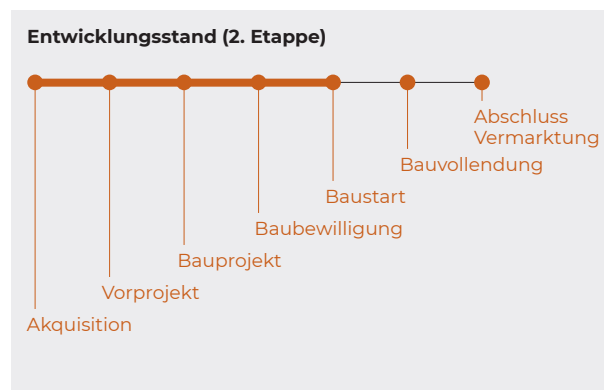 Entwicklungsstand (2. Etappe)
Abschluss
Vermarktung
Bauvollendung
Baustart
Baubewilligung
Bauprojekt
Vorprojekt
Akquisition